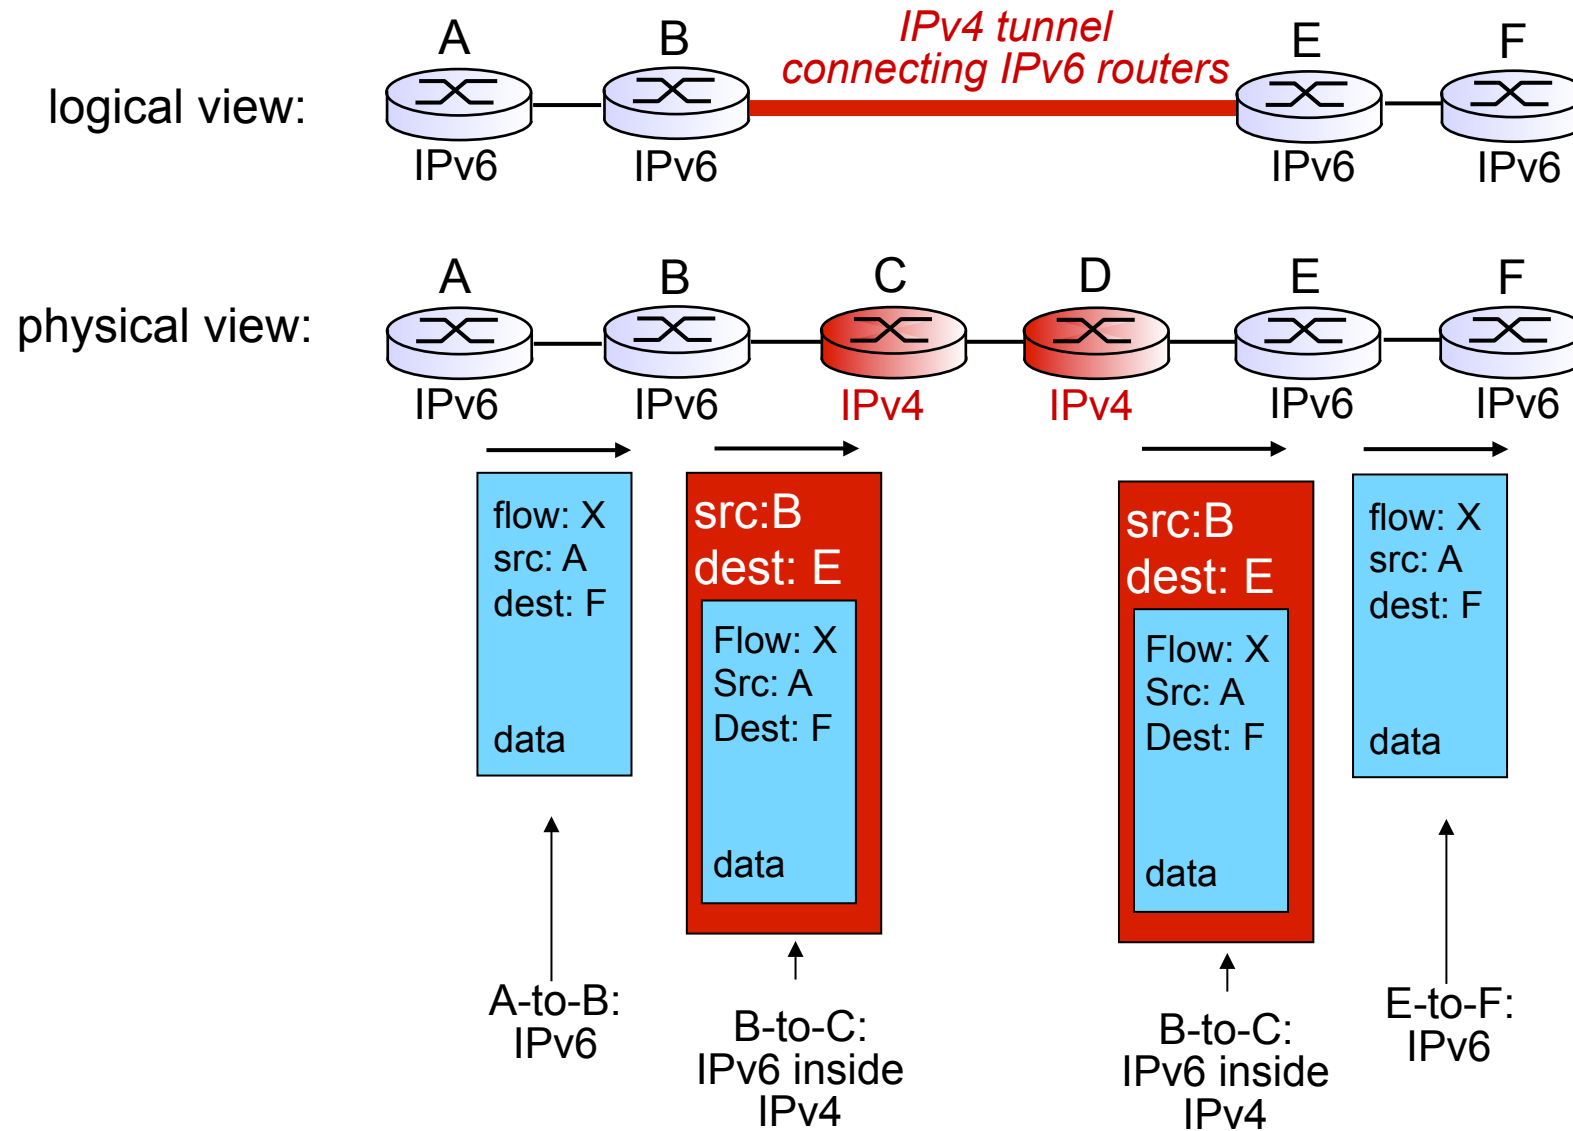 IPv4 tunnel
connecting IPv6 routers
A
B
E
F
logical view:
IPv6
IPv6
IPv6
IPv6
A
B
C
D
E
F
physical view:
IPv6
IPv6
IPv4
IPv4
IPv6
IPv6
flow: X
src: A
dest: F
data
src:B
dest: E
Flow: X
Src: A
Dest: F
data
src:B
dest: E
Flow: X
Src: A
Dest: F
data
flow: X
src: A
dest: F
data
A-to-B:
IPv6
B-to-C:
IPv6 inside
IPv4
B-to-C:
IPv6 inside
IPv4
E-to-F:
IPv6